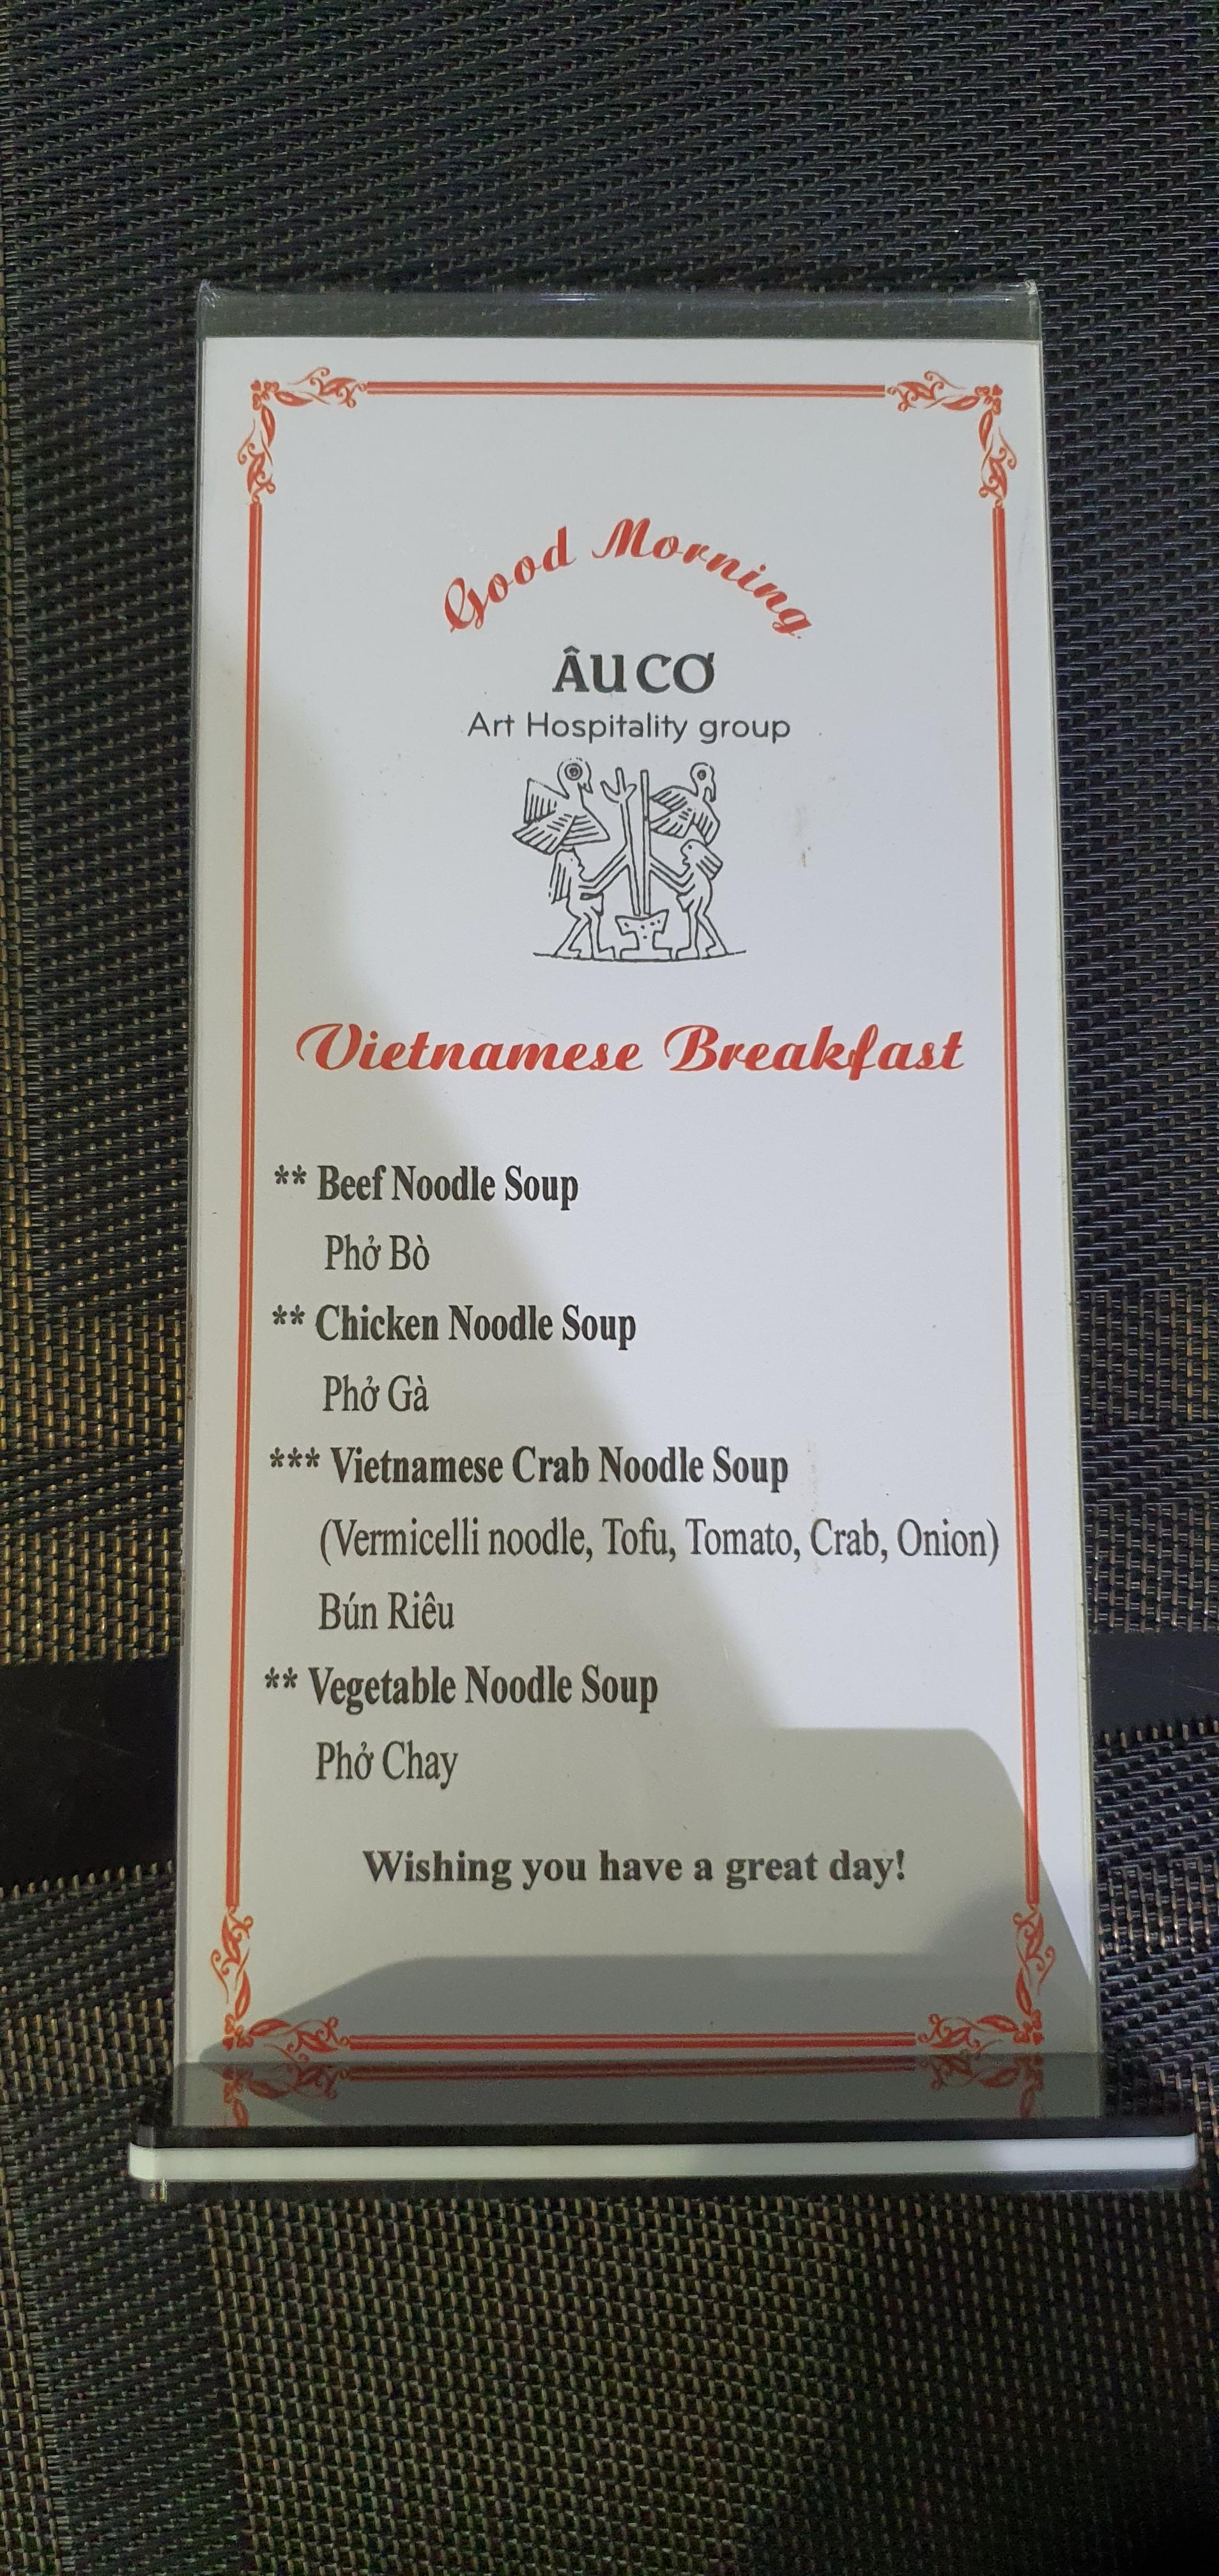 Good Morning
ÂU CƠ
Art Hospitality group
Vietnamese Breakfast
** Beef Noodle Soup
Phở Bò
** Chicken Noodle Soup
Phở Gà
*** Vietnamese Crab Noodle Soup
(Vermicelli noodle, Tofu, Tomato, Crab, Onion)
Bún Riêu
** Vegetable Noodle Soup
Phở Chay
Wishing you have a great day!